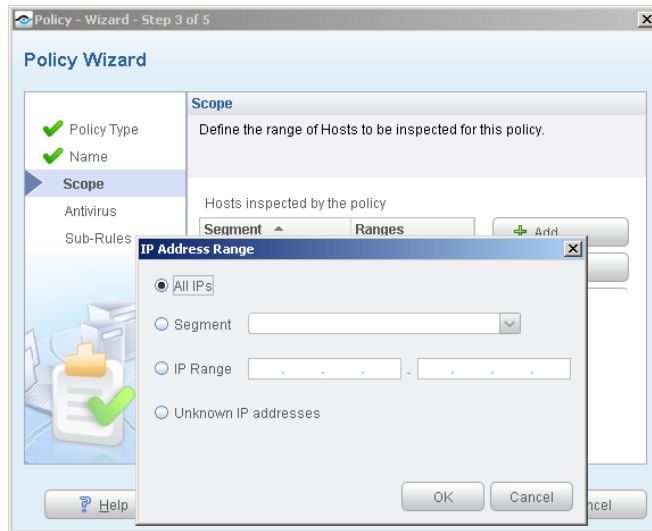 Policy - Wizard - Step 3 of 5
Policy Wizard
Policy Type
Name
Scope
Antivirus
Sub-Rules
Scope
Define the range of Hosts to be inspected for this policy.
Hosts inspected by the policy
Segment Ranges
Add
IP Address Range
All IPs
Segment
IP Range . . . - . . .
Unknown IP addresses
OK Cancel
Help